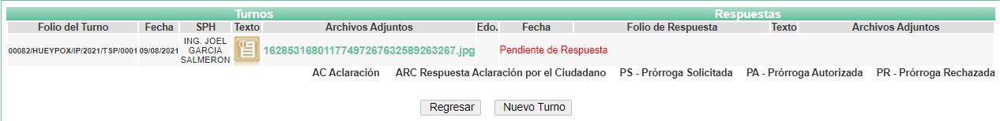 Turnos Respuestas
Folio del Turno Fecha SPH Texto Archivos Adjuntos Edo. Fecha Folio de Respuesta Texto Archivos Adjuntos
00082/HUEYPOX/IP/2021/TSP/0001 09/08/2021 ING. JOEL GARCIA SALMERON 16285316801177497267632589263267.jpg Pendiente de Respuesta
AC Aclaración ARC Respuesta Aclaración por el Ciudadano PS - Prórroga Solicitada PA - Prórroga Autorizada PR - Prórroga Rechazada
Regresar Nuevo Turno